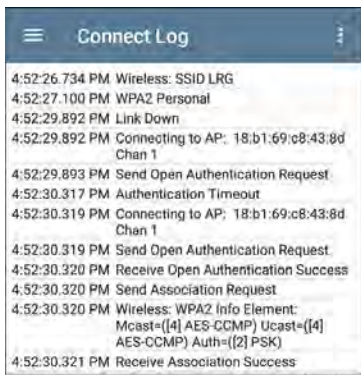 Connect Log
4:52:26.734 PM Wireless: SSID LRG
4:52:27.100 PM WPA2 Personal
4:52:29.892 PM Link Down
4:52:29.892 PM Connecting to AP: 18:b1:69:c8:43:8d
Chan 1
4:52:29.893 PM Send Open Authentication Request
4:52:30.317 PM Authentication Timeout
4:52:30.319 PM Connecting to AP: 18:b1:69:c8:43:8d
Chan 1
4:52:30.319 PM Send Open Authentication Request
4:52:30.320 PM Receive Open Authentication Success
4:52:30.320 PM Send Association Request
4:52:30.320 PM Wireless: WPA2 Info Element:
Mcast=([4] AES-CCMP) Ucast=([4]
AES-CCMP) Auth=([2] PSK)
4:52:30.321 PM Receive Association Success